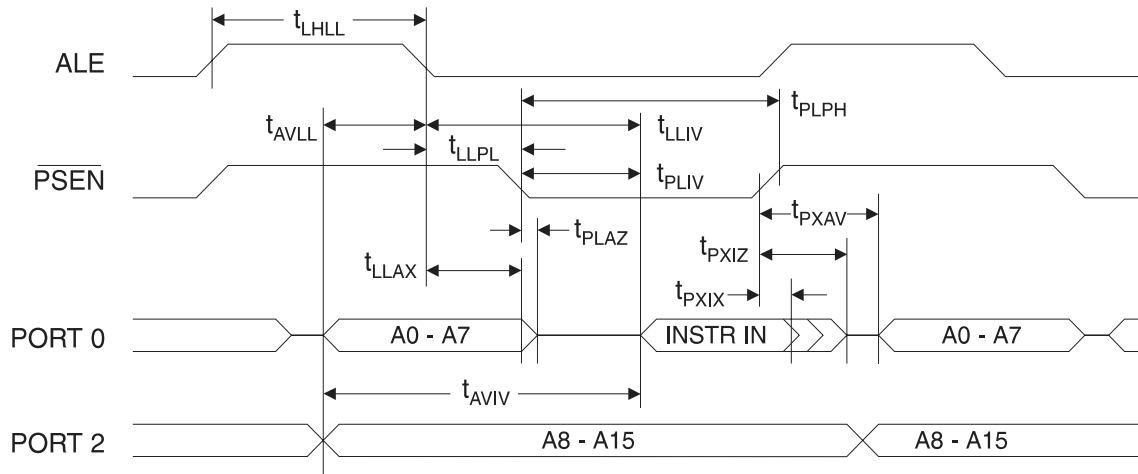 tLHLL
ALE
tPLPH
tAVLL
tLLIV
tLLPL
PSEN
tPLIV
tPXAV
tPLAZ
tPXIZ
tLLAX
tPXIX
PORT 0
A0 - A7
INSTR IN
A0 - A7
tAVIV
PORT 2
A8 - A15
A8 - A15